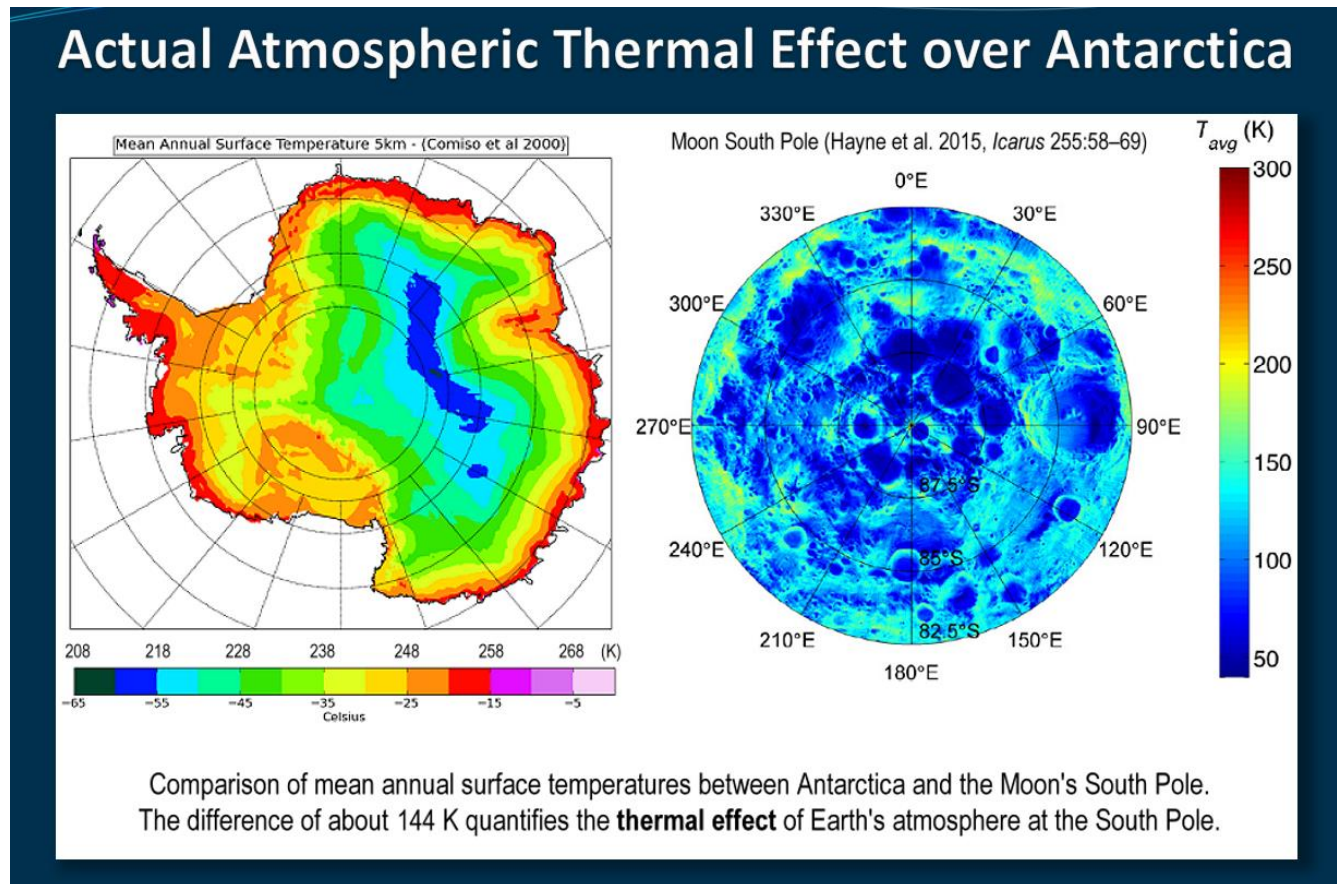 Actual Atmospheric Thermal Effect over Antarctica
Mean Annual Surface Temperature 5km - (Comiso et al 2000)
208 218 228 238 248 258 268 (K)
−65 −55 −45 −35 −25 −15 −5
Celsius
Moon South Pole (Hayne et al. 2015, Icarus 255:58–69)
0°E
330°E 30°E
300°E 60°E
270°E 90°E
87.5°S
240°E 120°E
85°S
82.5°S
210°E 150°E
180°E
Tavg (K)
300
250
200
150
100
50
Comparison of mean annual surface temperatures between Antarctica and the Moon's South Pole.
The difference of about 144 K quantifies the thermal effect of Earth's atmosphere at the South Pole.